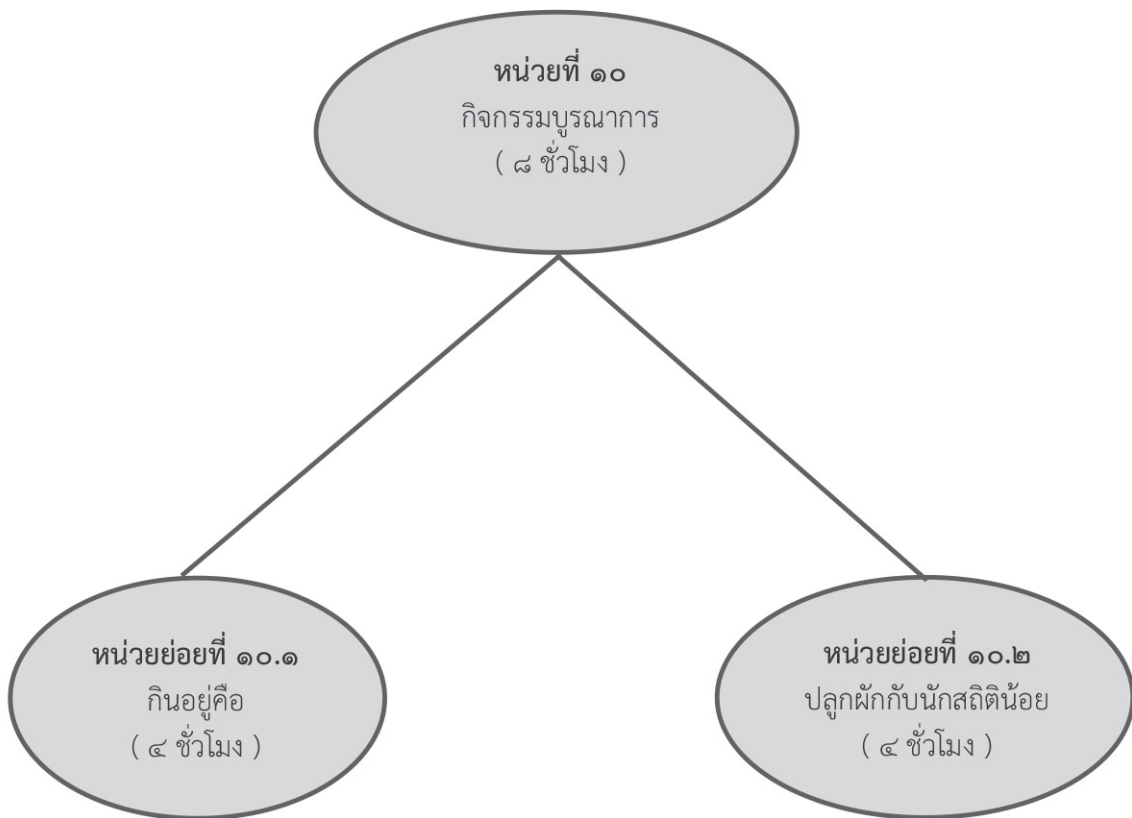 หน่วยที่ ๑๐
กิจกรรมบูรณาการ
( ๘ ชั่วโมง )
หน่วยย่อยที่ ๑๐.๑
กินอยู่คือ
( ๔ ชั่วโมง )
หน่วยย่อยที่ ๑๐.๒
ปลูกผักกับนักสถิติน้อย
( ๔ ชั่วโมง )